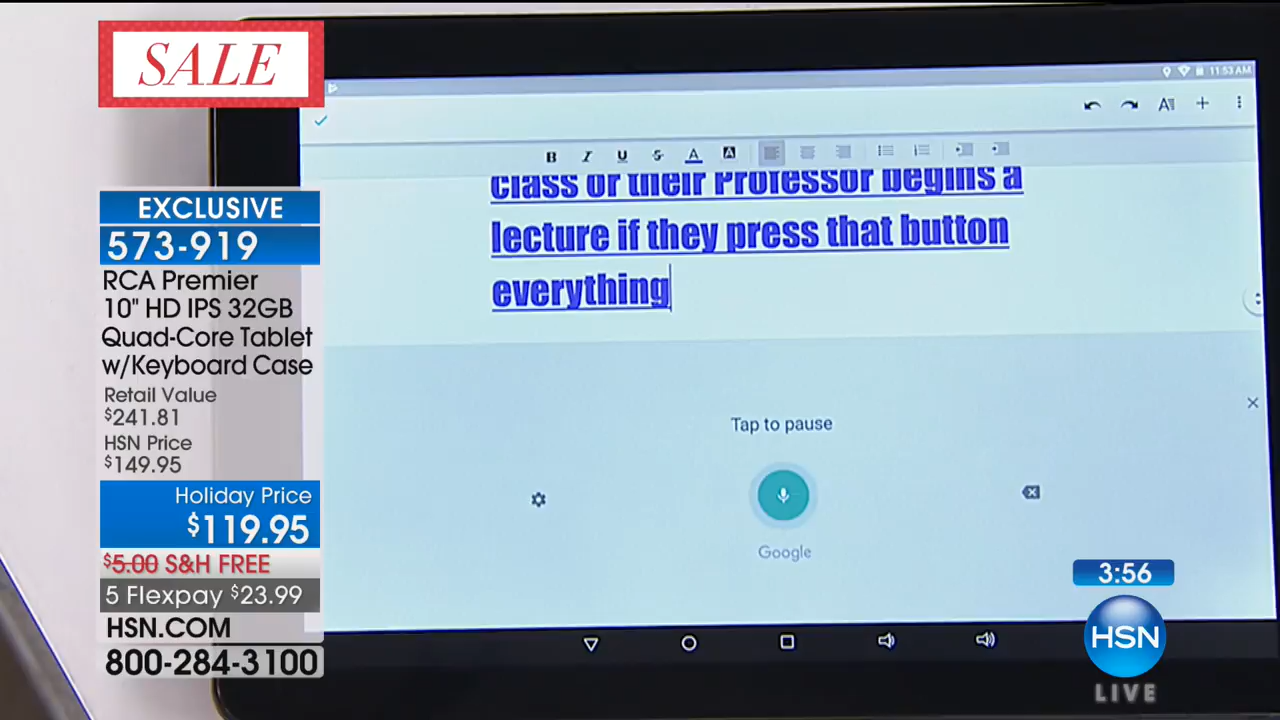 SALE
EXCLUSIVE
573-919
RCA Premier
10" HD IPS 32GB
Quad-Core Tablet
w/Keyboard Case
Retail Value
$241.81
HSN Price
$149.95
Holiday Price
$119.95
$5.00 S&H FREE
5 Flexpay $23.99
HSN.COM
800-284-3100
11:53 AM
B I U S A A
class or their Professor begins a
lecture if they press that button
everything
Tap to pause
Google
3:56
HSN
LIVE